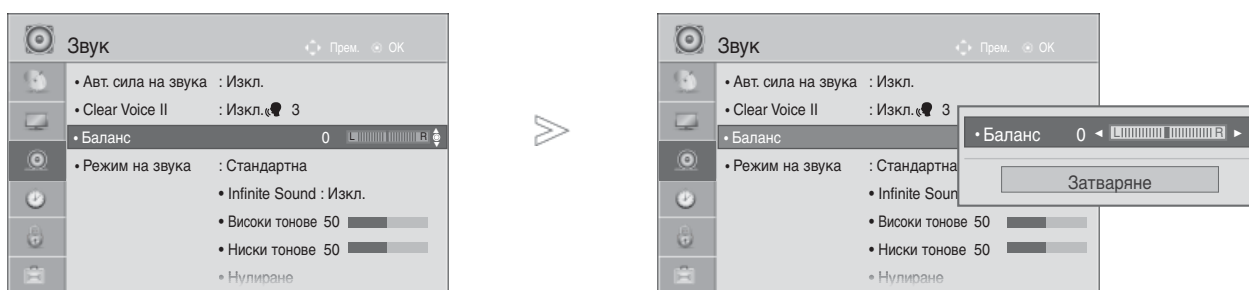 Звук Прем. OK
• Авт. сила на звука : Изкл.
• Clear Voice II : Изкл. 3
• Баланс 0 L R
• Режим на звука : Стандартна
• Infinite Sound : Изкл.
• Високи тонове 50
• Ниски тонове 50
• Нулиране
Звук Прем. OK
• Авт. сила на звука : Изкл.
• Clear Voice II : Изкл. 3
• Баланс
• Режим на звука : Стандартна
• Infinite Soun
• Високи тонове 50
• Ниски тонове 50
• Нулиране
• Баланс 0 ◄ L R ►
Затваряне